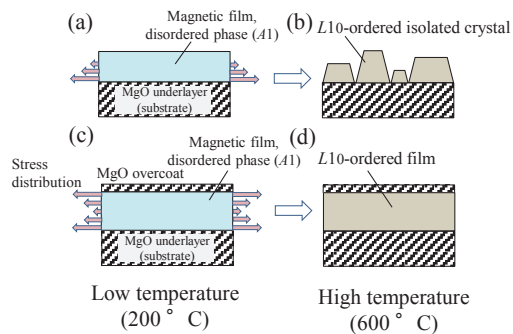 (a)
Magnetic film,
disordered phase (A1)
MgO underlayer
(substrate)
(b)
L10-ordered isolated crystal
(c)
Magnetic film,
disordered phase (A1)
Stress
distribution
MgO overcoat
MgO underlayer
(substrate)
(d)
L10-ordered film
Low temperature
(200° C)
High temperature
(600° C)